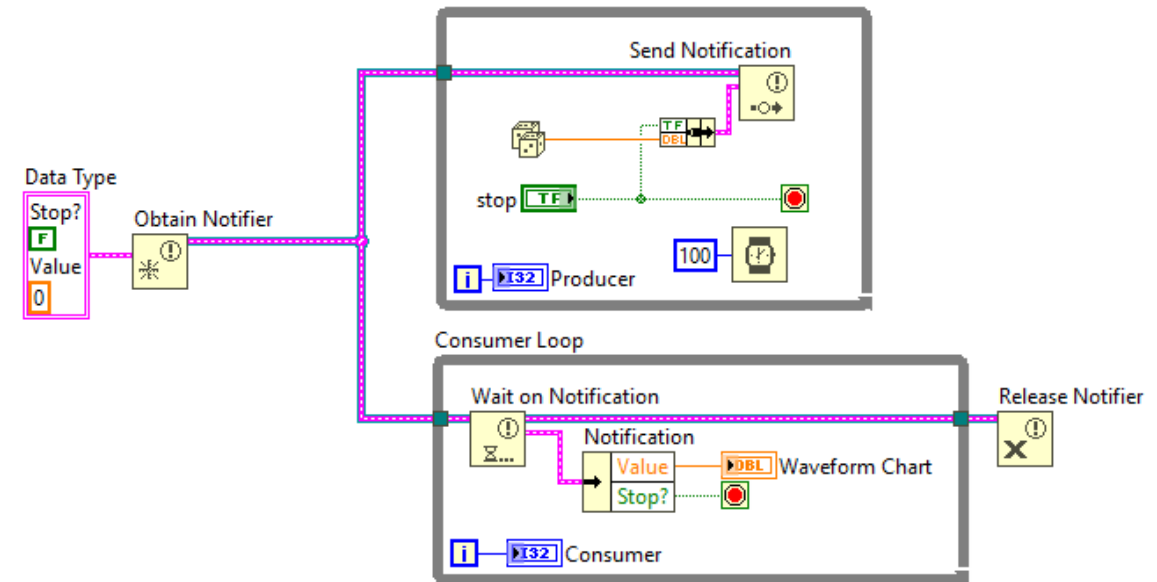 Send Notification
TF
DBL
Data Type
Stop?
F
Value
0
Obtain Notifier
stop TF
100
i I32 Producer
Consumer Loop
Wait on Notification
Release Notifier
Notification
Value DBL Waveform Chart
Stop?
i I32 Consumer